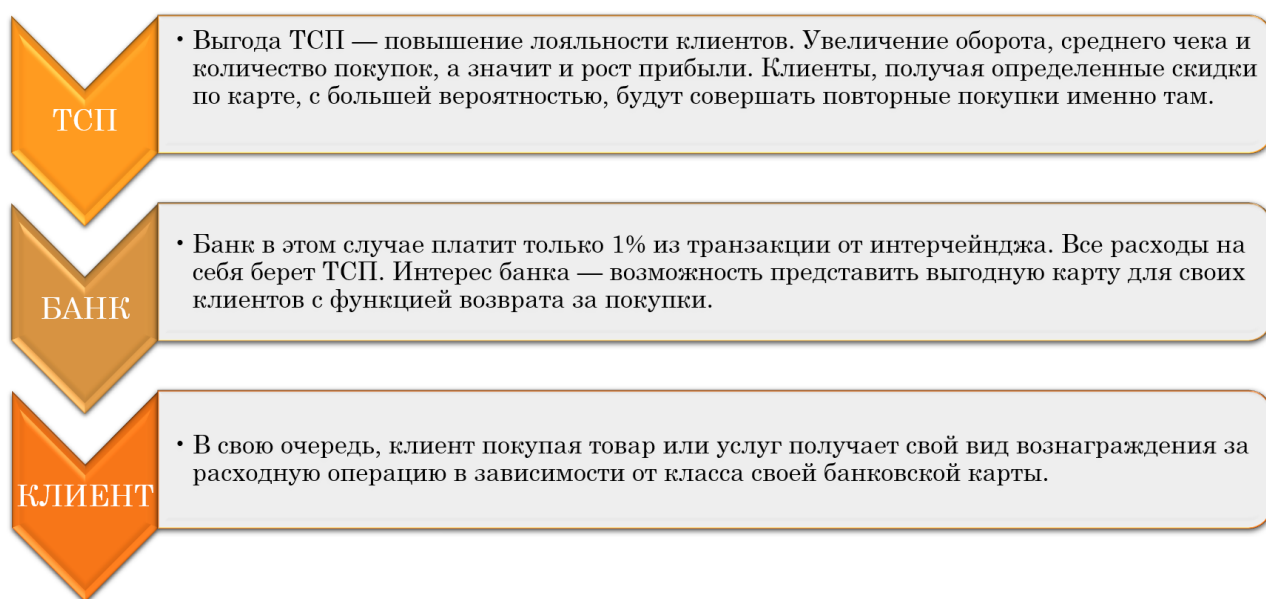 ТСП
• Выгода ТСП — повышение лояльности клиентов. Увеличение оборота, среднего чека и
количество покупок, а значит и рост прибыли. Клиенты, получая определенные скидки
по карте, с большей вероятностью, будут совершать повторные покупки именно там.
БАНК
• Банк в этом случае платит только 1% из транзакции от интерчейнджа. Все расходы на
себя берет ТСП. Интерес банка — возможность представить выгодную карту для своих
клиентов с функцией возврата за покупки.
КЛИЕНТ
• В свою очередь, клиент покупая товар или услуг получает свой вид вознаграждения за
расходную операцию в зависимости от класса своей банковской карты.